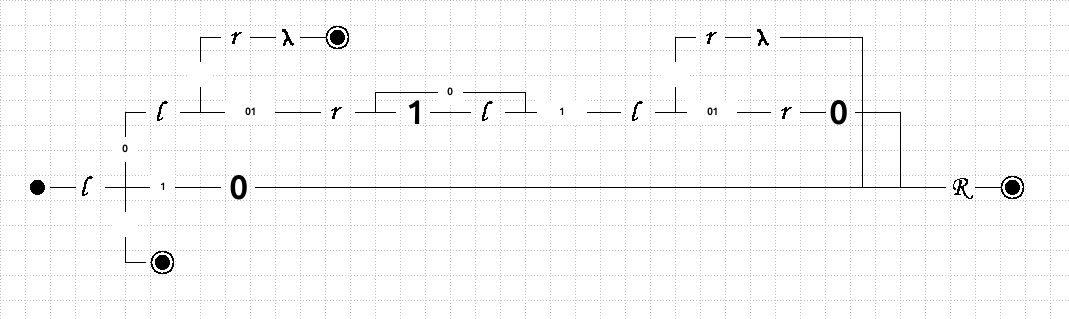 r λ r λ
0
l 01 r 1 l 1 l 01 r 0
0
l 1 0 R